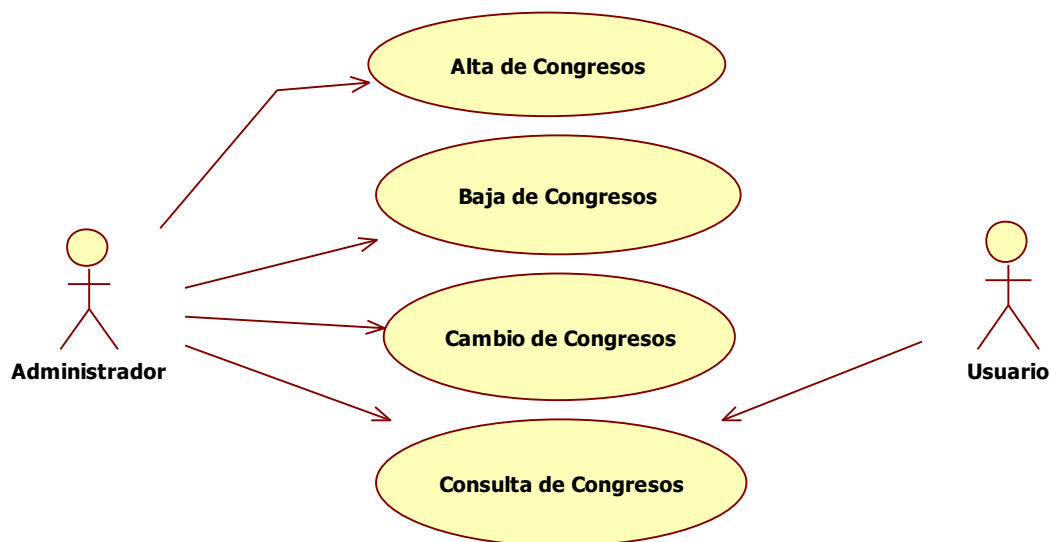 Alta de Congresos
Baja de Congresos
Cambio de Congresos
Administrador
Usuario
Consulta de Congresos